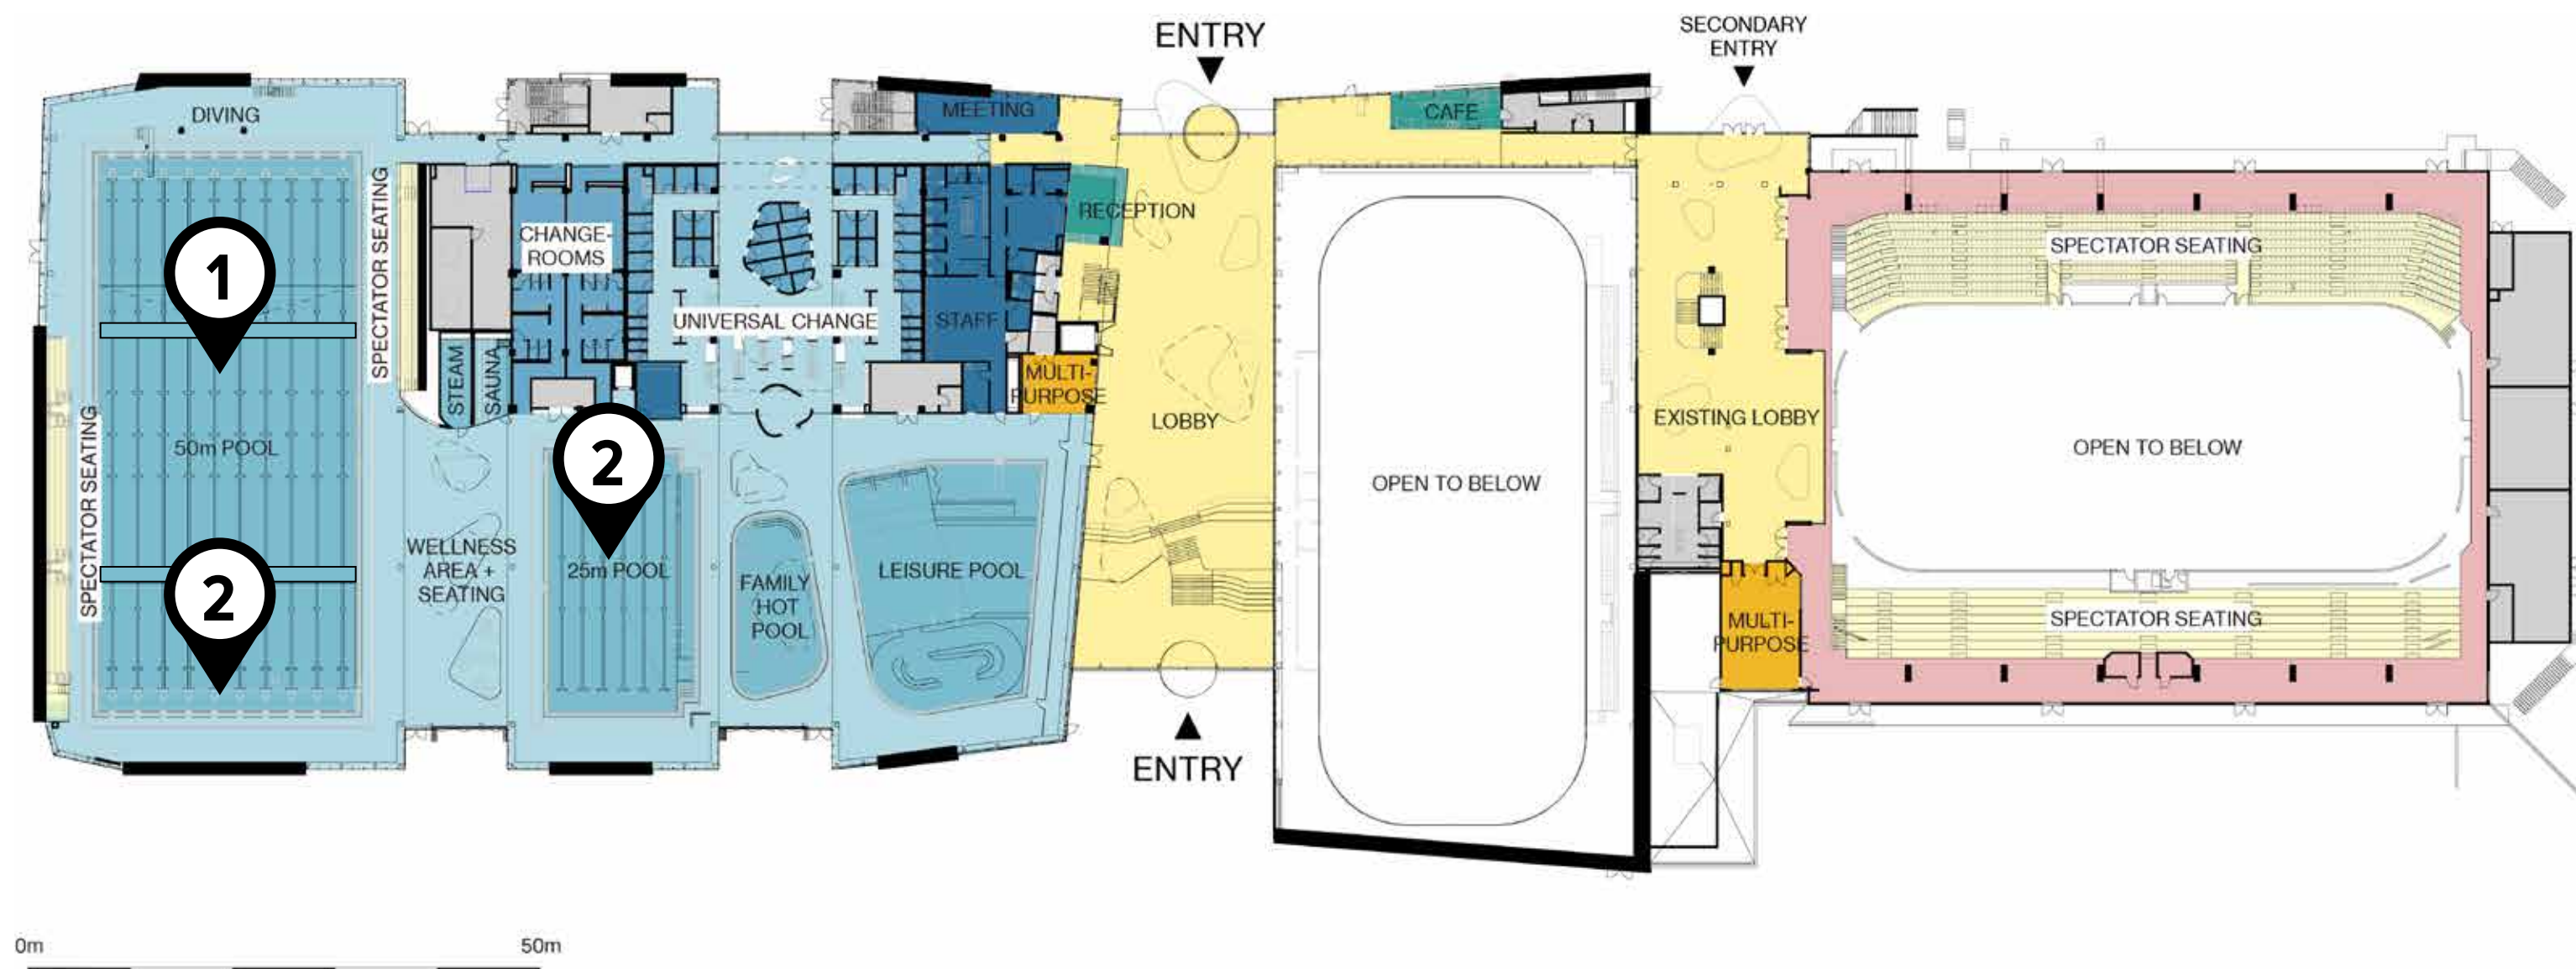 ENTRY
SECONDARY
ENTRY
DIVING
MEETING
CAFE
SPECTATOR SEATING
CHANGE-
ROOMS
RECEPTION
SPECTATOR SEATING
1
UNIVERSAL CHANGE
STAFF
STEAM
SAUNA
MULTI-
PURPOSE
LOBBY
EXISTING LOBBY
50m POOL
OPEN TO BELOW
2
OPEN TO BELOW
SPECTATOR SEATING
WELLNESS
AREA +
SEATING
25m POOL
FAMILY
HOT
POOL
LEISURE POOL
2
MULTI-
PURPOSE
SPECTATOR SEATING
ENTRY
0m
50m